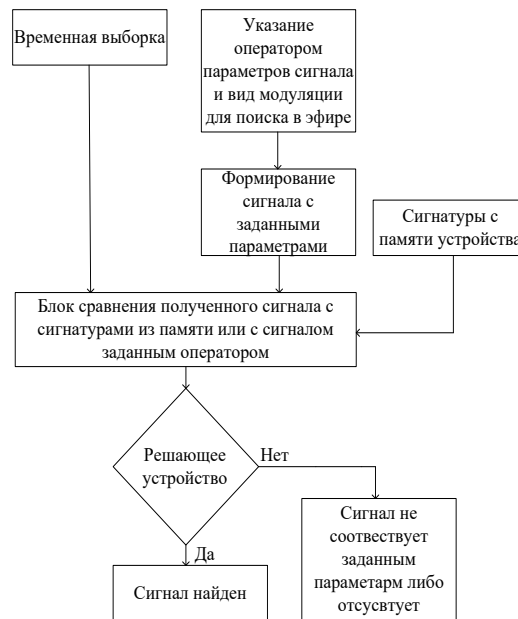 Временная выборка
Указание
оператором
параметров сигнала
и вид модуляции
для поиска в эфире
Формирование
сигнала с
заданными
параметрами
Сигнатуры с
памяти устройства
Блок сравнения полученного сигнала с
сигнатурами из памяти или с сигналом
заданным оператором
Решающее
устройство
Нет
Да
Сигнал найден
Сигнал не
соотвествует
заданным
параметарм либо
отсусвтует